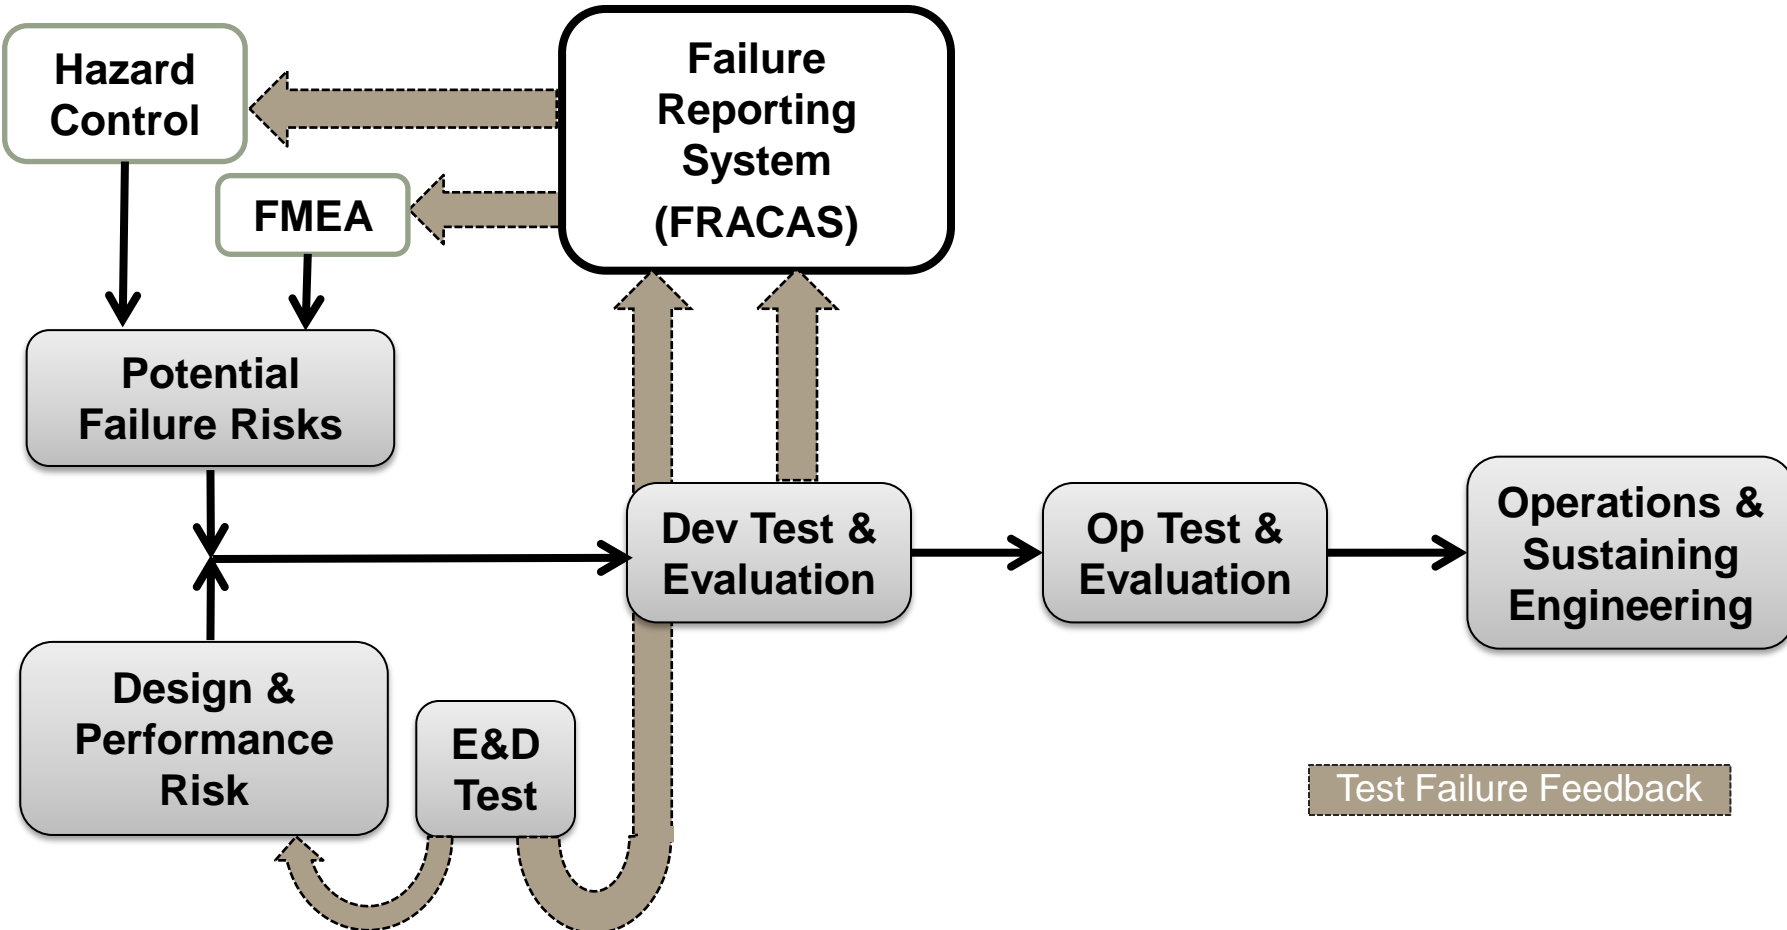 Hazard
Control
Failure
Reporting
System
(FRACAS)
FMEA
Potential
Failure Risks
Dev Test &
Evaluation
Op Test &
Evaluation
Operations &
Sustaining
Engineering
Design &
Performance
Risk
E&D
Test
Test Failure Feedback